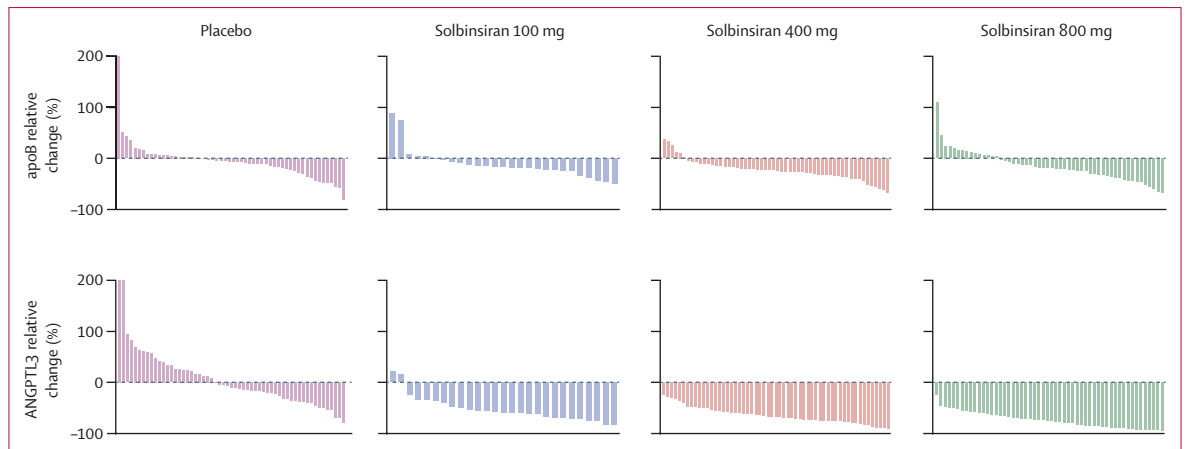 Placebo
Solbinsiran 100 mg
Solbinsiran 400 mg
Solbinsiran 800 mg
apoB relative
change (%)
200
100
0
–100
ANGPTL3 relative
change (%)
200
100
0
–100